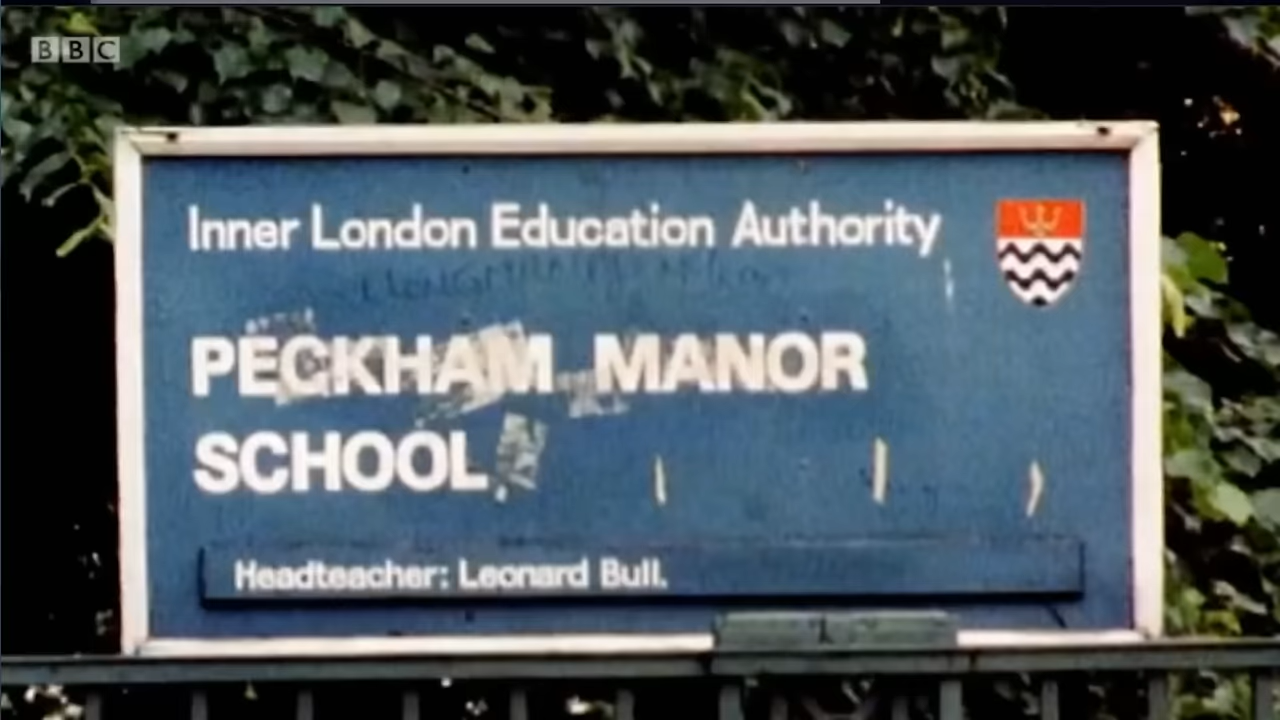 BBC
Inner London Education Authority
PECKHAM MANOR
SCHOOL
Headteacher: Leonard Bull.